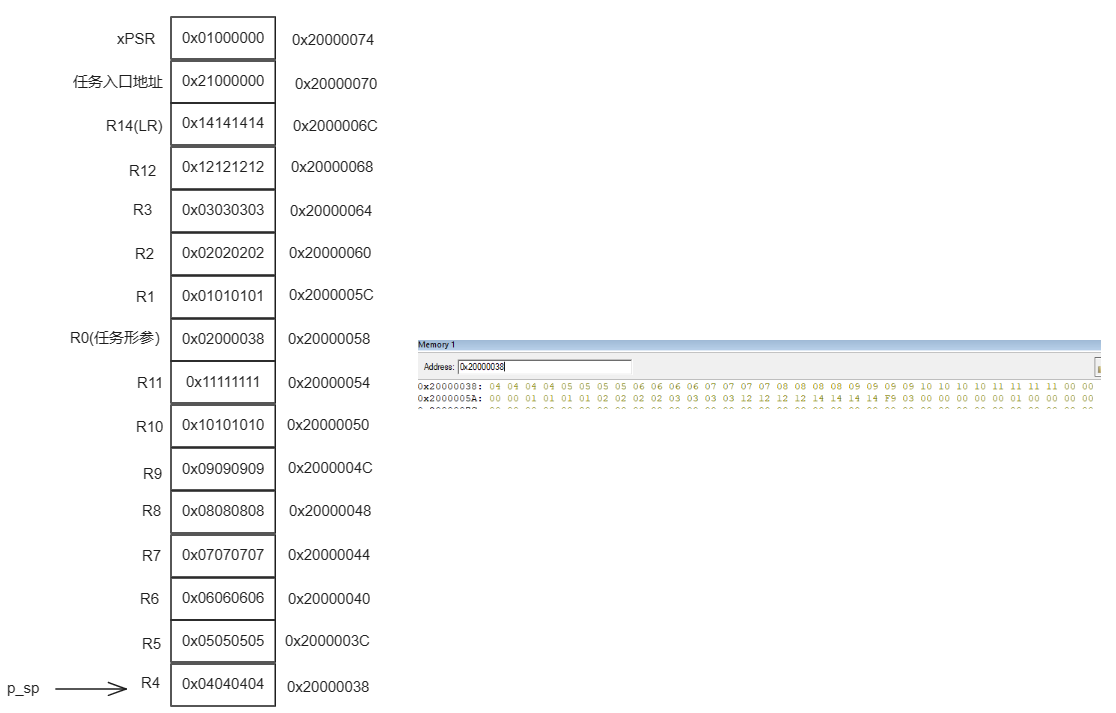 xPSR 0x01000000 0x20000074
任务入口地址 0x21000000 0x20000070
R14(LR) 0x14141414 0x2000006C
R12 0x12121212 0x20000068
R3 0x03030303 0x20000064
R2 0x02020202 0x20000060
R1 0x01010101 0x2000005C
R0(任务形参) 0x02000038 0x20000058
Memory 1
Address: 0x20000038
R11 0x11111111 0x20000054
0x20000038: 04 04 04 04 05 05 05 05 06 06 06 06 07 07 07 07 08 08 08 08 09 09 09 09 10 10 10 10 11 11 11 11 00 00
0x2000005A: 00 00 01 01 01 01 02 02 02 02 03 03 03 03 12 12 12 12 14 14 14 14 F9 03 00 00 00 00 00 01 00 00 00 00
R10 0x10101010 0x20000050
R9 0x09090909 0x2000004C
R8 0x08080808 0x20000048
R7 0x07070707 0x20000044
R6 0x06060606 0x20000040
R5 0x05050505 0x2000003C
p_sp R4 0x04040404 0x20000038